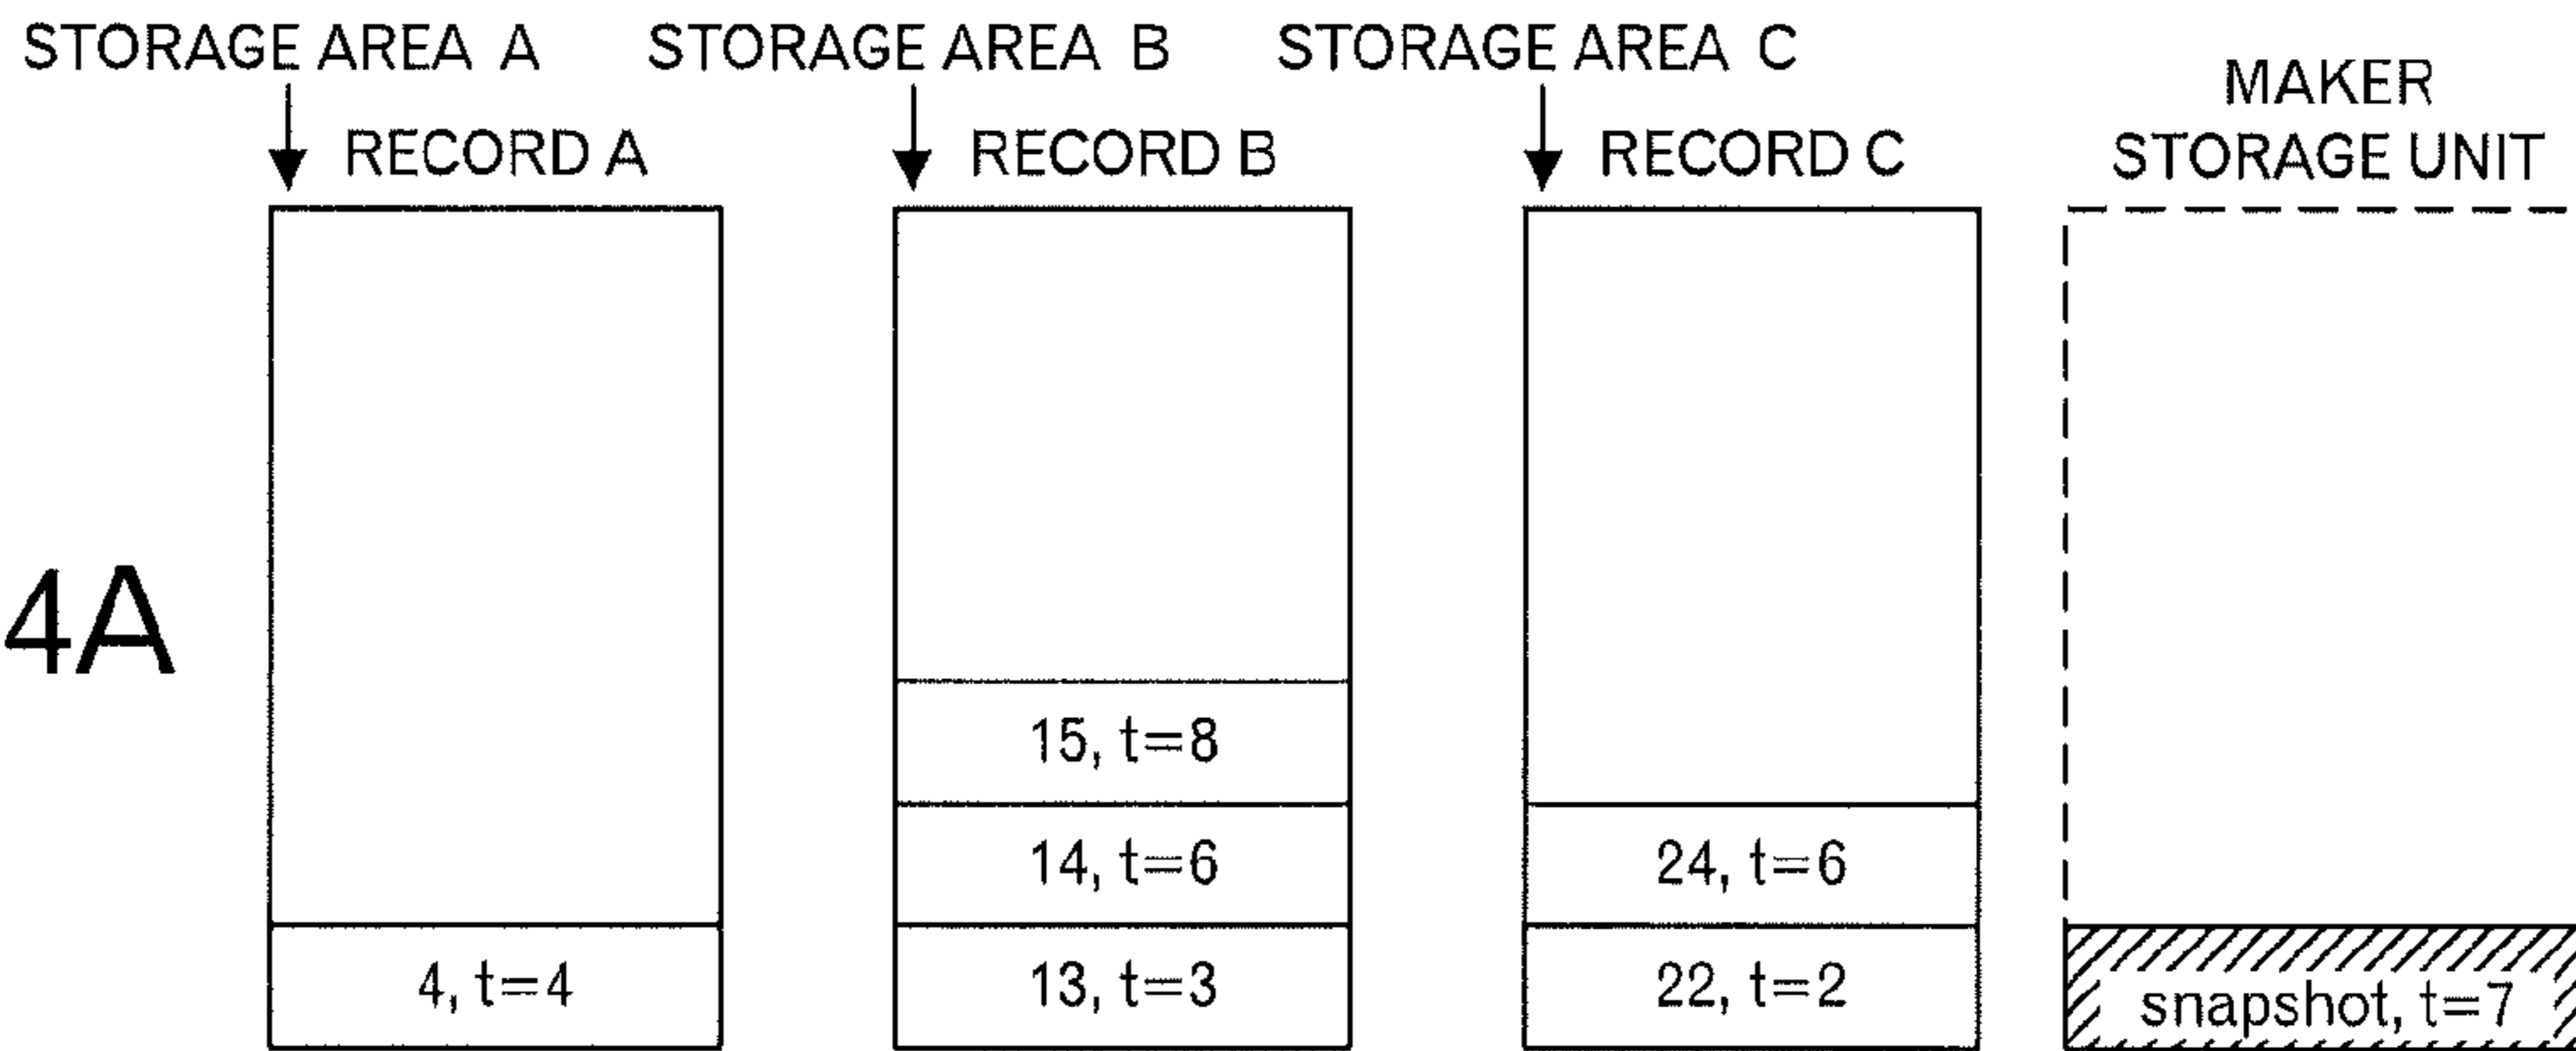 STORAGE AREA A
STORAGE AREA B
STORAGE AREA C
MAKER
STORAGE UNIT
RECORD A
RECORD B
RECORD C
4A
15, t=8
14, t=6
24, t=6
4, t=4
13, t=3
22, t=2
snapshot, t=7